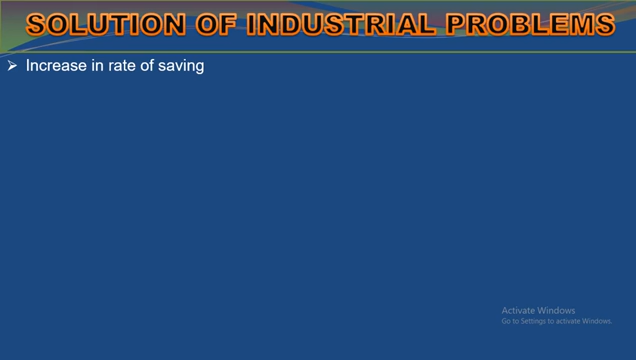 SOLUTION OF INDUSTRIAL PROBLEMS
➢ Increase in rate of saving
Activate Windows
Go to Settings to activate Windows.